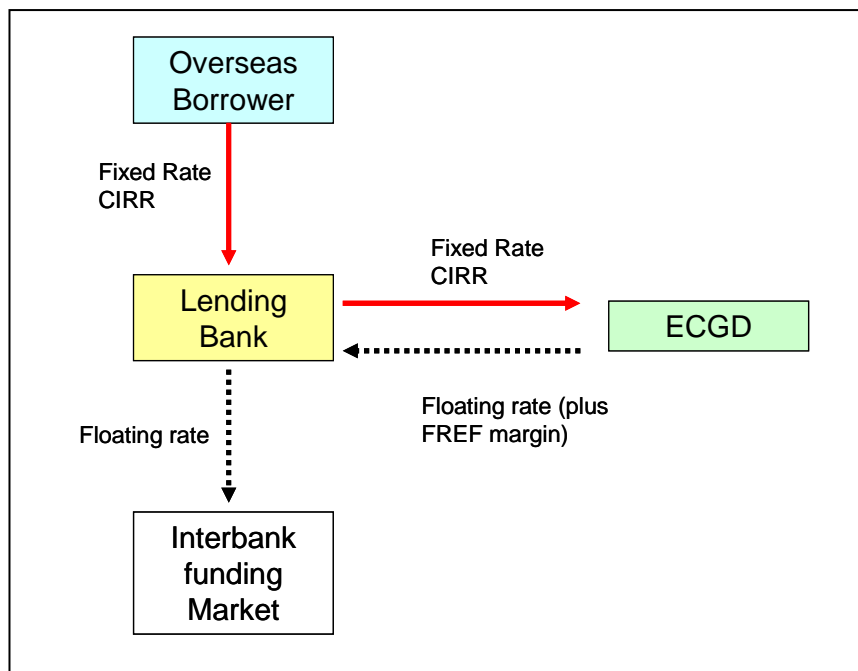 Overseas
Borrower
Fixed Rate
CIRR
Fixed Rate
CIRR
Lending
Bank
ECGD
Floating rate
Floating rate (plus
FREF margin)
Interbank
funding
Market